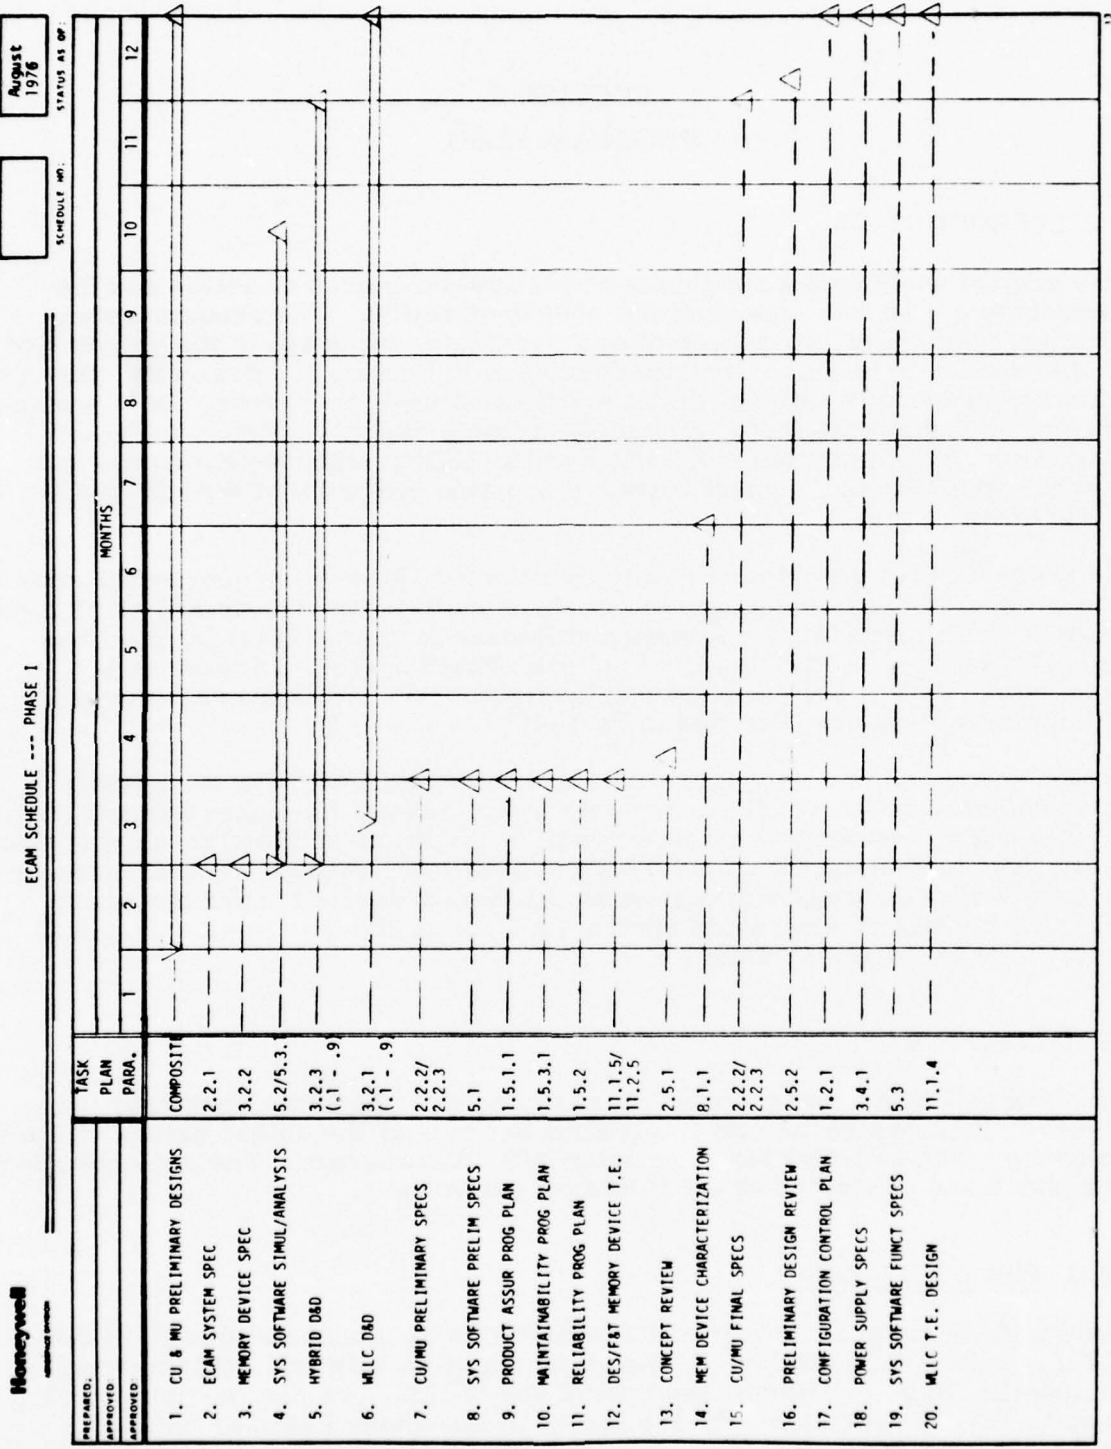 Honeywell
ECAM SCHEDULE --- PHASE I
SCHEDULE NO:
August
1976
STATUS AS OF:
PREPARED:
APPROVED
APPROVED
TASK
PLAN
PARA.
MONTHS
1 2 3 4 5 6 7 8 9 10 11 12
1. CU & MU PRELIMINARY DESIGNS COMPOSITE
2. ECAM SYSTEM SPEC 2.2.1
3. MEMORY DEVICE SPEC 3.2.2
4. SYS SOFTWARE SIMUL/ANALYSIS 5.2/5.3.1
5. HYBRID D&D 3.2.3
(.1 - .9)
6. WLLC D&D 3.2.1
(.1 - .9)
7. CU/MU PRELIMINARY SPECS 2.2.2/
2.2.3
8. SYS SOFTWARE PRELIM SPECS 5.1
9. PRODUCT ASSUR PROG PLAN 1.5.1.1
10. MAINTAINABILITY PROG PLAN 1.5.3.1
11. RELIABILITY PROG PLAN 1.5.2
12. DES/F&T MEMORY DEVICE T.E. 11.1.5/
11.2.5
13. CONCEPT REVIEW 2.5.1
14. MEM DEVICE CHARACTERIZATION 8.1.1
15. CU/MU FINAL SPECS 2.2.2/
2.2.3
16. PRELIMINARY DESIGN REVIEW 2.5.2
17. CONFIGURATION CONTROL PLAN 1.2.1
18. POWER SUPPLY SPECS 3.4.1
19. SYS SOFTWARE FUNCT SPECS 5.3
20. WLLC T.E. DESIGN 11.1.4
13